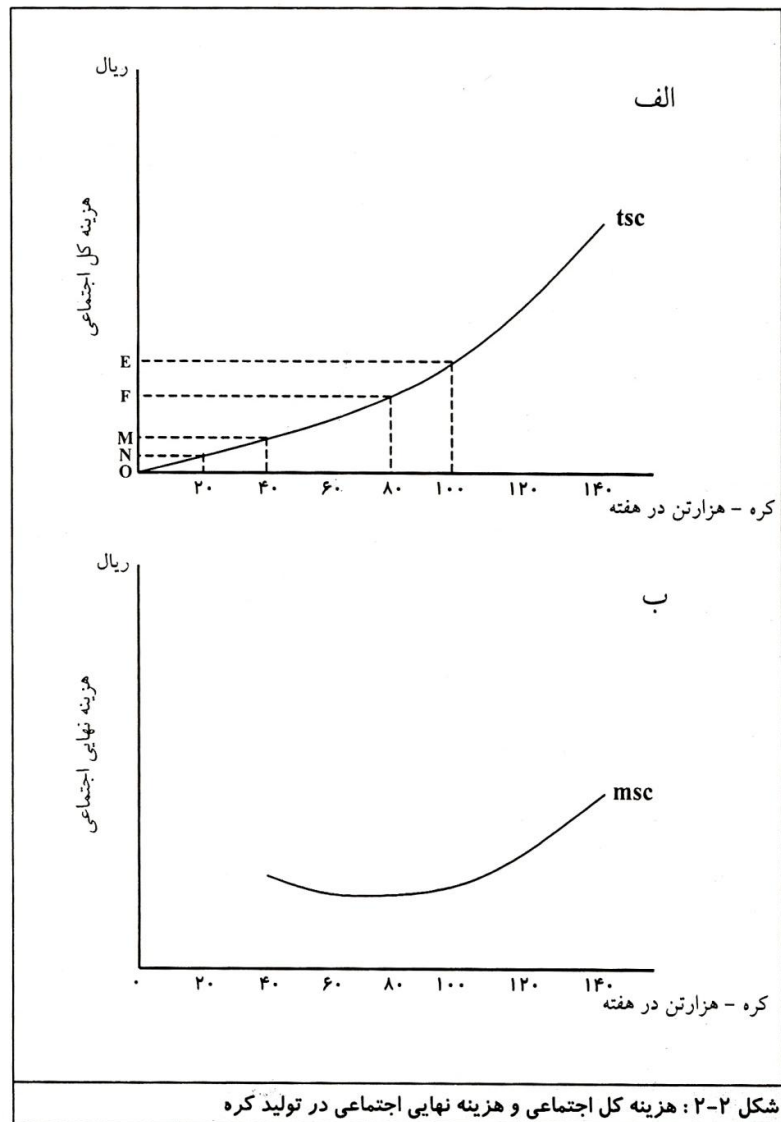 ریال
الف
هزینه کل اجتماعی
tsc
E
F
M
N
O
۲۰ ۴۰ ۶۰ ۸۰ ۱۰۰ ۱۲۰ ۱۴۰
کره - هزارتن در هفته
ریال
ب
هزینه نهایی اجتماعی
msc
۰ ۲۰ ۴۰ ۶۰ ۸۰ ۱۰۰ ۱۲۰ ۱۴۰
کره - هزارتن در هفته
شکل ۲-۲ : هزینه کل اجتماعی و هزینه نهایی اجتماعی در تولید کره